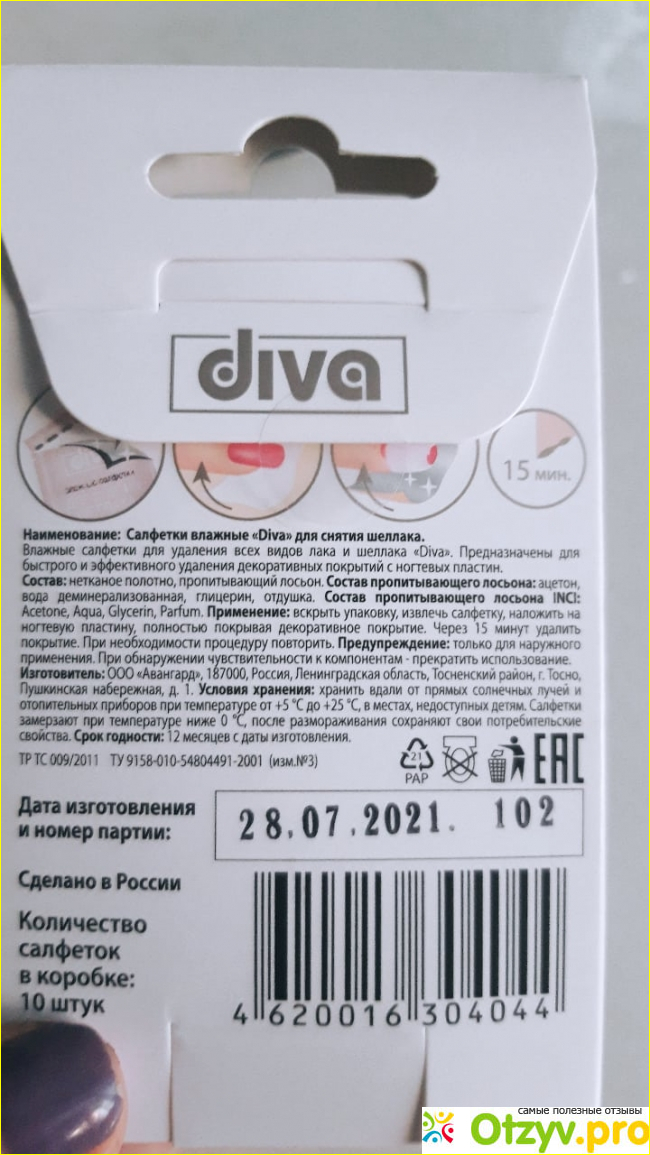 diva
15 мин.
Наименование: Салфетки влажные «Diva» для снятия шеллака.
Влажные салфетки для удаления всех видов лака и шеллака «Diva». Предназначены для
быстрого и эффективного удаления декоративных покрытий с ногтевых пластин.
Состав: нетканое полотно, пропитывающий лосьон. Состав пропитывающего лосьона: ацетон,
вода деминерализованная, глицерин, отдушка. Состав пропитывающего лосьона INCI:
Acetone, Aqua, Glycerin, Parfum. Применение: вскрыть упаковку, извлечь салфетку, наложить на
ногтевую пластину, полностью покрывая декоративное покрытие. Через 15 минут удалить
покрытие. При необходимости процедуру повторить. Предупреждение: только для наружного
применения. При обнаружении чувствительности к компонентам - прекратить использование.
Изготовитель: ООО «Авангард», 187000, Россия, Ленинградская область, Тосненский район, г. Тосно,
Пушкинская набережная, д. 1. Условия хранения: хранить вдали от прямых солнечных лучей и
отопительных приборов при температуре от +5 °С до +25 °С, в местах, недоступных детям. Салфетки
замерзают при температуре ниже 0 °С, после размораживания сохраняют свои потребительские
свойства. Срок годности: 12 месяцев с даты изготовления.
ТР ТС 009/2011 ТУ 9158-010-54804491-2001 (изм.№3)
21
PAP
EAC
Дата изготовления
и номер партии:
28.07.2021. 102
Сделано в России
Количество
салфеток
в коробке:
10 штук
4 620016 304044
самые полезные отзывы
Otzyv.pro